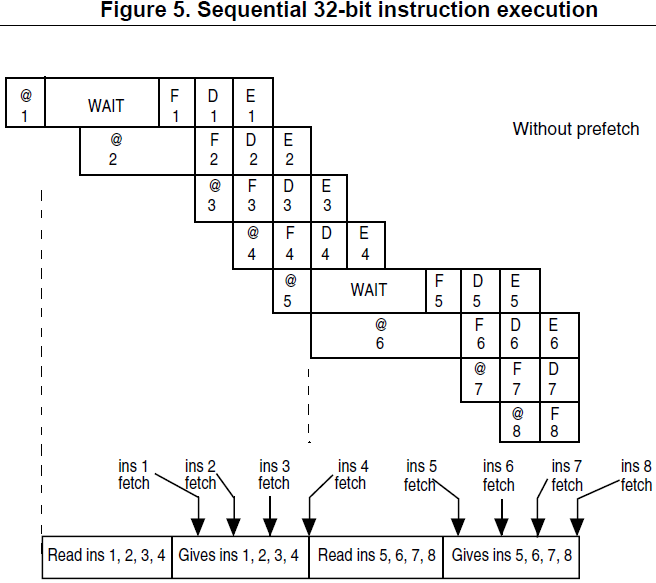 Figure 5. Sequential 32-bit instruction execution
@ WAIT F D E
1 1 1 1
Without prefetch
@ F D E
2 2 2 2
@ F D E
3 3 3 3
@ F D E
4 4 4 4
@ WAIT F D E
5 5 5 5
@ F D E
6 6 6 6
@ F D
7 7 7
@ F
8 8
ins 1 ins 2 ins 3 ins 4 ins 5 ins 6 ins 7 ins 8
fetch fetch fetch fetch fetch fetch fetch fetch
Read ins 1, 2, 3, 4 Gives ins 1, 2, 3, 4 Read ins 5, 6, 7, 8 Gives ins 5, 6, 7, 8